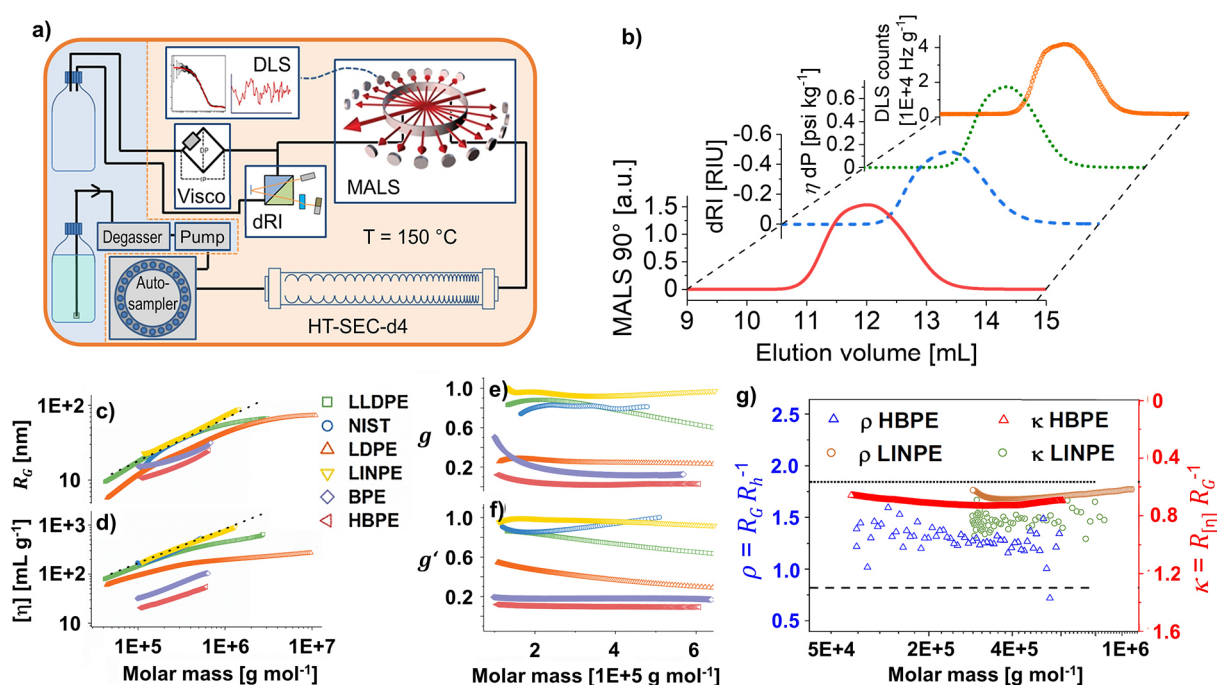 a)
DLS
DP
IP
Visco
dRI
MALS
Degasser
Pump
T = 150 °C
Auto-
sampler
HT-SEC-d4
b)
DLS counts
[1E+4 Hz g⁻¹]
4
2
0
η dP [psi kg⁻¹]
0.6
0.4
0.2
0
dRI [RIU]
-0.6
-0.4
-0.2
0
MALS 90° [a.u.]
1.5
1.0
0.5
0
9
10
11
12
13
14
15
Elution volume [mL]
c)
R_G [nm]
1E+2
10
d)
[η] [mL g⁻¹]
1E+3
1E+2
10
1E+5
1E+6
1E+7
Molar mass [g mol⁻¹]
LLDPE
NIST
LDPE
LINPE
BPE
HBPE
e)
g
1.0
0.6
0.2
f)
g‘
1.0
0.6
0.2
2
4
6
Molar mass [1E+5 g mol⁻¹]
g)
ρ HBPE
κ HBPE
ρ LINPE
κ LINPE
ρ = R_G R_h⁻¹
2.5
2.0
1.5
1.0
0.5
κ = R_[η] R_G⁻¹
0
0.4
0.8
1.2
1.6
5E+4
2E+5
4E+5
1E+6
Molar mass [g mol⁻¹]